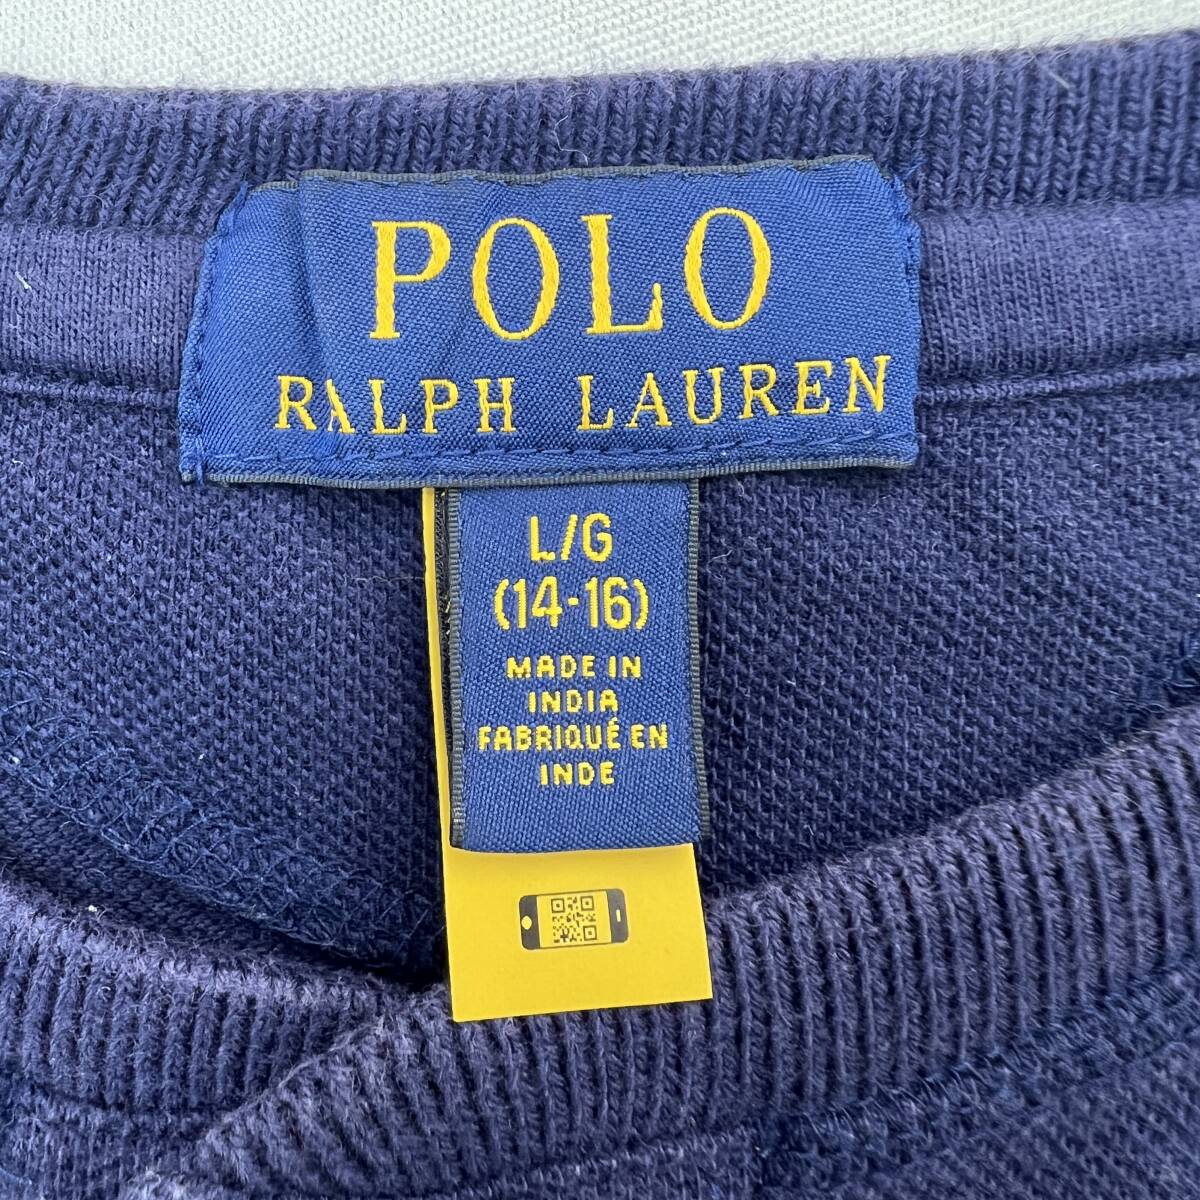 POLO
RALPH LAUREN
L/G
(14-16)
MADE IN
INDIA
FABRIQUÉ EN
INDE